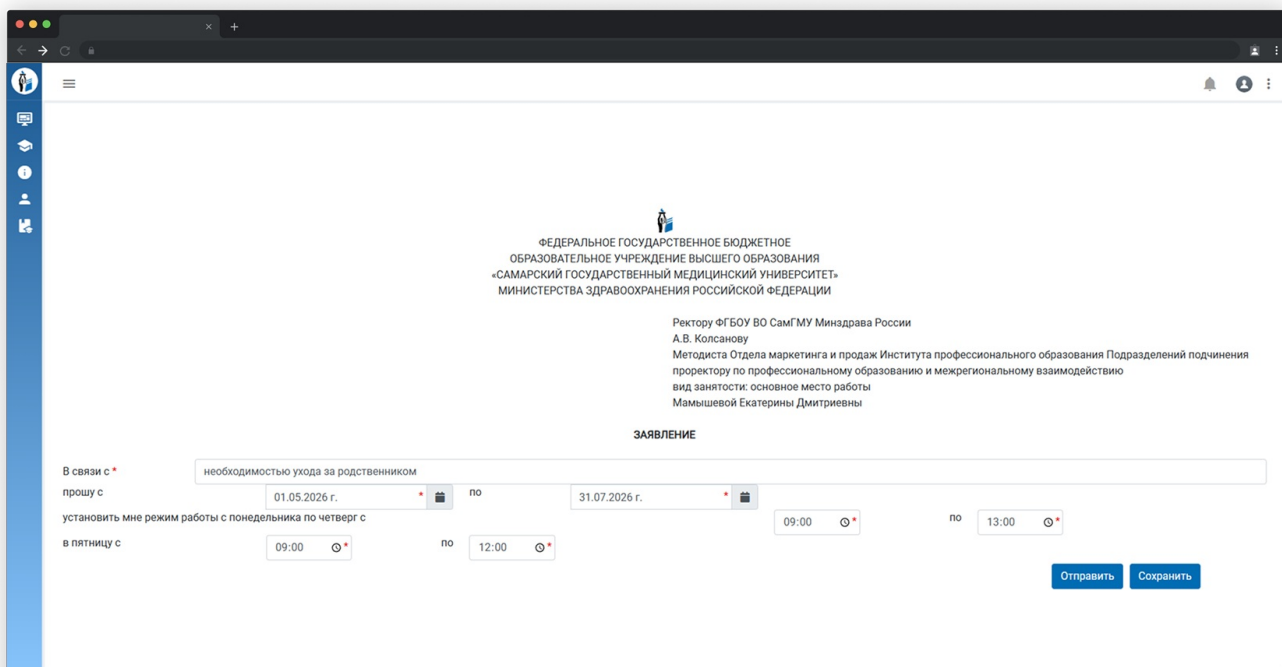 ФЕДЕРАЛЬНОЕ ГОСУДАРСТВЕННОЕ БЮДЖЕТНОЕ
ОБРАЗОВАТЕЛЬНОЕ УЧРЕЖДЕНИЕ ВЫСШЕГО ОБРАЗОВАНИЯ
«САМАРСКИЙ ГОСУДАРСТВЕННЫЙ МЕДИЦИНСКИЙ УНИВЕРСИТЕТ»
МИНИСТЕРСТВА ЗДРАВООХРАНЕНИЯ РОССИЙСКОЙ ФЕДЕРАЦИИ
Ректору ФГБОУ ВО СамГМУ Минздрава России
А.В. Колсанову
Методиста Отдела маркетинга и продаж Института профессионального образования Подразделений подчинения
проректору по профессиональному образованию и межрегиональному взаимодействию
вид занятости: основное место работы
Мамышевой Екатерины Дмитриевны
ЗАЯВЛЕНИЕ
В связи с * необходимостью ухода за родственником
прошу с 01.05.2026 г. * по 31.07.2026 г. *
установить мне режим работы с понедельника по четверг с 09:00 * по 13:00 *
в пятницу с 09:00 * по 12:00 *
Отправить Сохранить